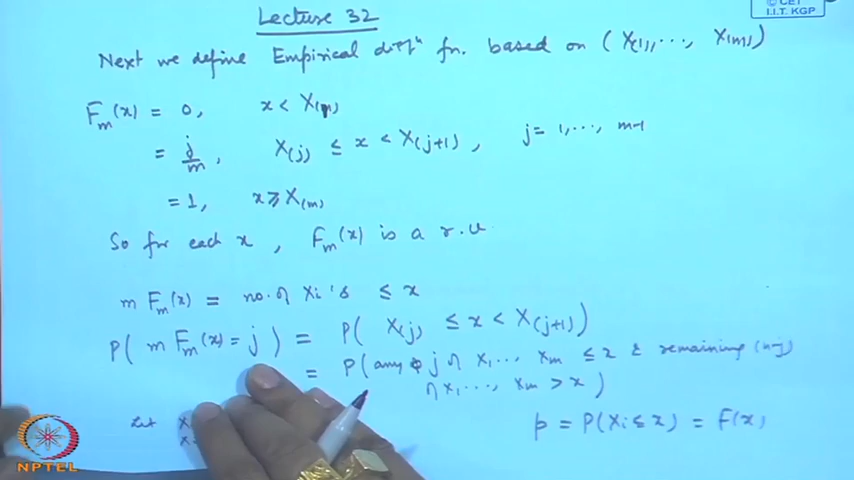 © CET
I.I.T. KGP
Lecture 32
Next we define Empirical distⁿ fn. based on (X(1),..., X(m))
Fm(x) = 0, x < X(1)
= j/m, X(j) ≤ x < X(j+1), j = 1,..., m-1
= 1, x ≥ X(m)
So for each x, Fm(x) is a r.v.
m Fm(x) = no. of Xi's ≤ x
P( m Fm(x) = j ) = P( X(j) ≤ x < X(j+1) )
= P( any j of X1,..., Xm ≤ x & remaining (m-j)
of X1,..., Xm > x )
Let
p = P(Xi ≤ x) = F(x)
NPTEL